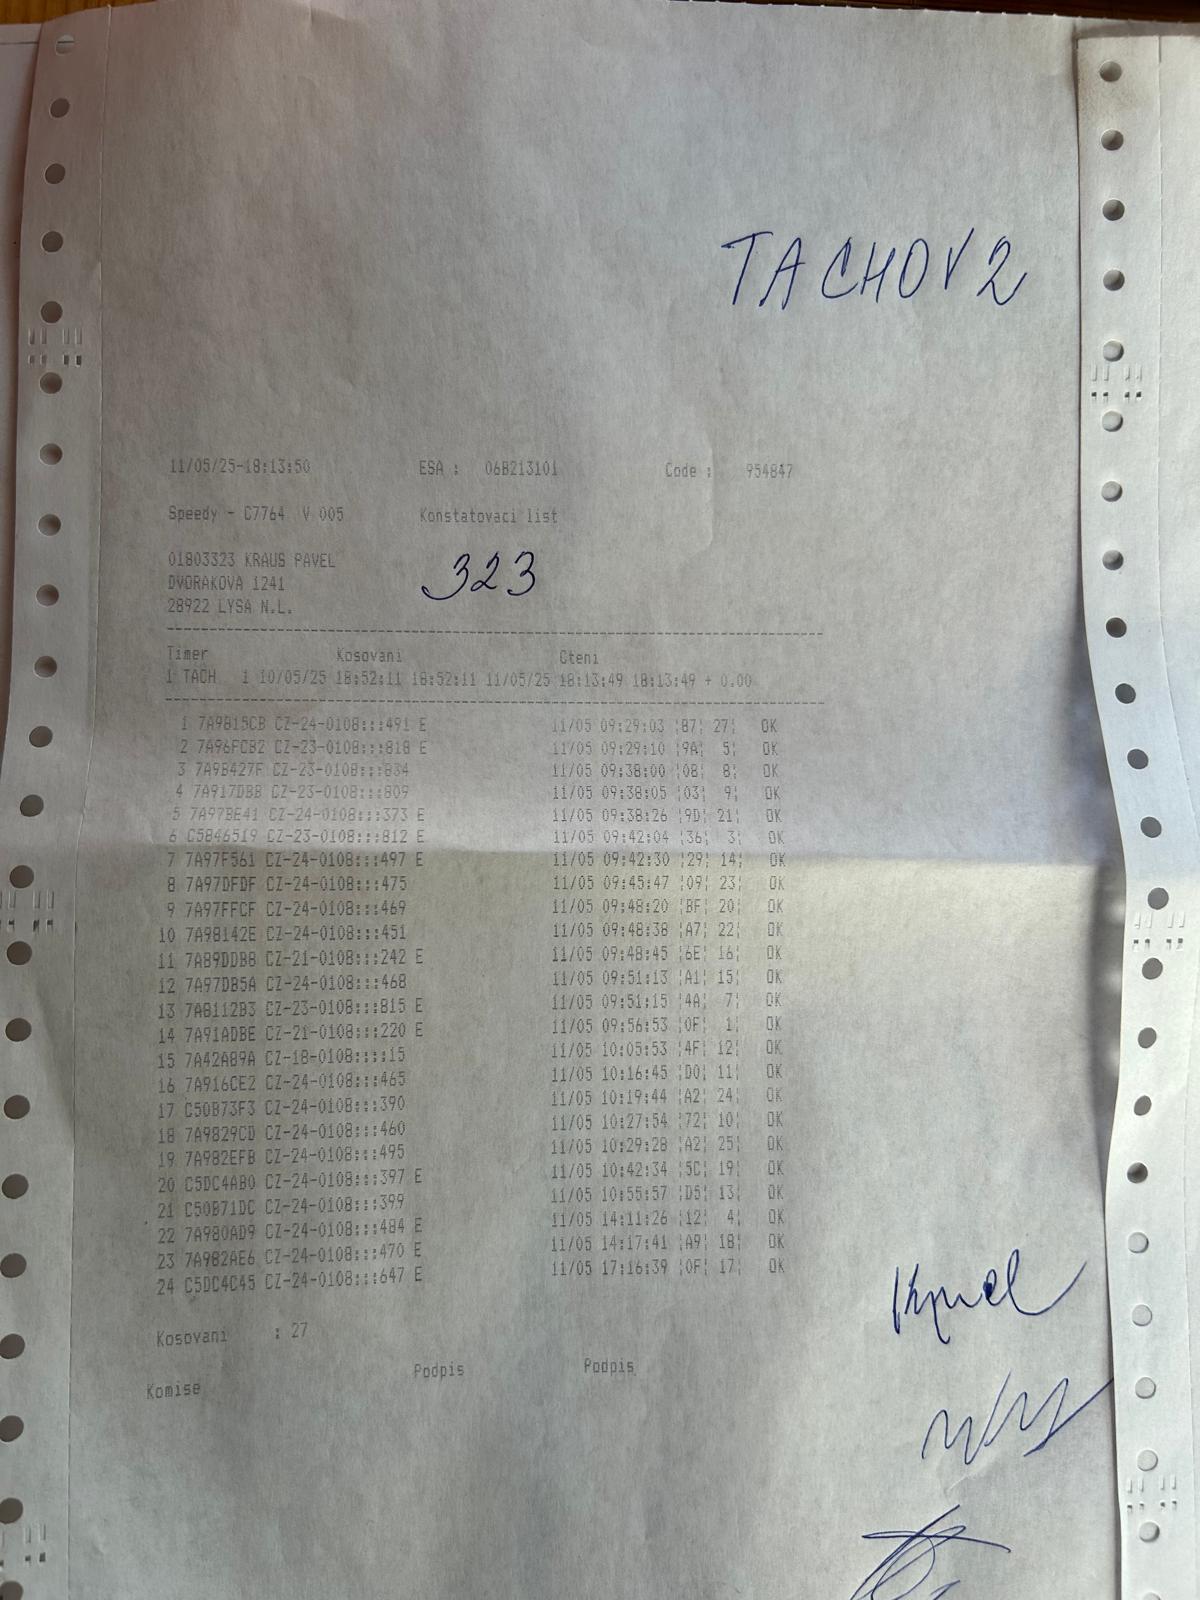 TACHOV 2
11/05/25-18:13:50 ESA : 06B213101 Code : 954847
Speedy - C7764 V 005 Konstatovaci list
01803323 KRAUS PAVEL
323
DVORAKOVA 1241
28922 LYSA N.L.
Timer Kosovani Cteni
1 TACH 1 10/05/25 18:52:11 18:52:11 11/05/25 18:13:49 18:13:49 + 0.00
1 7A9815CB CZ-24-0108:::491 E 11/05 09:29:03 ¦87¦ 27¦ OK
2 7A96FCB2 CZ-23-0108:::818 E 11/05 09:29:10 ¦9A¦ 5¦ OK
3 7A9B427F CZ-23-0108:::834 11/05 09:38:00 ¦08¦ 8¦ OK
4 7A917DBB CZ-23-0108:::809 11/05 09:38:05 ¦03¦ 9¦ OK
5 7A97BE41 CZ-24-0108:::373 E 11/05 09:38:26 ¦9D¦ 21¦ OK
6 C5846519 CZ-23-0108:::812 E 11/05 09:42:04 ¦36¦ 3¦ OK
7 7A97F561 CZ-24-0108:::497 E 11/05 09:42:30 ¦29¦ 14¦ OK
8 7A97DFDF CZ-24-0108:::475 11/05 09:45:47 ¦09¦ 23¦ OK
9 7A97FFCF CZ-24-0108:::469 11/05 09:48:20 ¦BF¦ 20¦ OK
10 7A98142E CZ-24-0108:::451 11/05 09:48:38 ¦A7¦ 22¦ OK
11 7A89DDB8 CZ-21-0108:::242 E 11/05 09:48:45 ¦6E¦ 16¦ OK
12 7A97DB5A CZ-24-0108:::468 11/05 09:51:13 ¦A1¦ 15¦ OK
13 7A8112B3 CZ-23-0108:::815 E 11/05 09:51:15 ¦4A¦ 7¦ OK
14 7A91ADBE CZ-21-0108:::220 E 11/05 09:56:53 ¦0F¦ 1¦ OK
15 7A42A89A CZ-18-0108::::15 11/05 10:05:53 ¦4F¦ 12¦ OK
16 7A916CE2 CZ-24-0108:::465 11/05 10:16:45 ¦D0¦ 11¦ OK
17 C50B73F3 CZ-24-0108:::390 11/05 10:19:44 ¦A2¦ 24¦ OK
18 7A9829CD CZ-24-0108:::460 11/05 10:27:54 ¦72¦ 10¦ OK
19 7A982EFB CZ-24-0108:::495 11/05 10:29:28 ¦A2¦ 25¦ OK
20 C5DC4AB0 CZ-24-0108:::397 E 11/05 10:42:34 ¦5C¦ 19¦ OK
21 C50B71DC CZ-24-0108:::399 11/05 10:55:57 ¦D5¦ 13¦ OK
22 7A980AD9 CZ-24-0108:::484 E 11/05 14:11:26 ¦12¦ 4¦ OK
23 7A982AE6 CZ-24-0108:::470 E 11/05 14:17:41 ¦A9¦ 18¦ OK
24 C5DC4C45 CZ-24-0108:::647 E 11/05 17:16:39 ¦0F¦ 17¦ OK
Kosovani : 27
Podpis Podpis
Komise